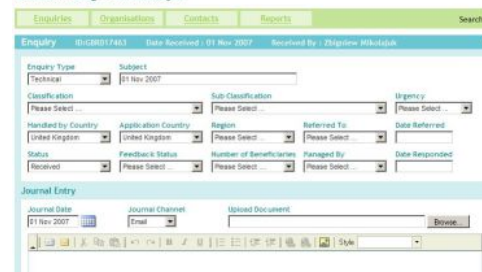 Enquiries Organisations Contacts Reports Search
Enquiry ID:GBR017463 Date Received : 01 Nov 2007 Received By : Zbigniew Mikolajuk
Enquiry Type Subject
Technical 01 Nov 2007
Classification Sub Classification Urgency
Please Select ... Please Select ... Please Select ...
Handled by Country Application Country Region Referred To Date Referred
United Kingdom United Kingdom Please Select Please Select
Status Feedback Status Number of Beneficiaries Managed By Date Responded
Received Please Select ... Please Select ... Please Select ...
Journal Entry
Journal Date Journal Channel Upload Document
01 Nov 2007 Email Browse...
B I U Style